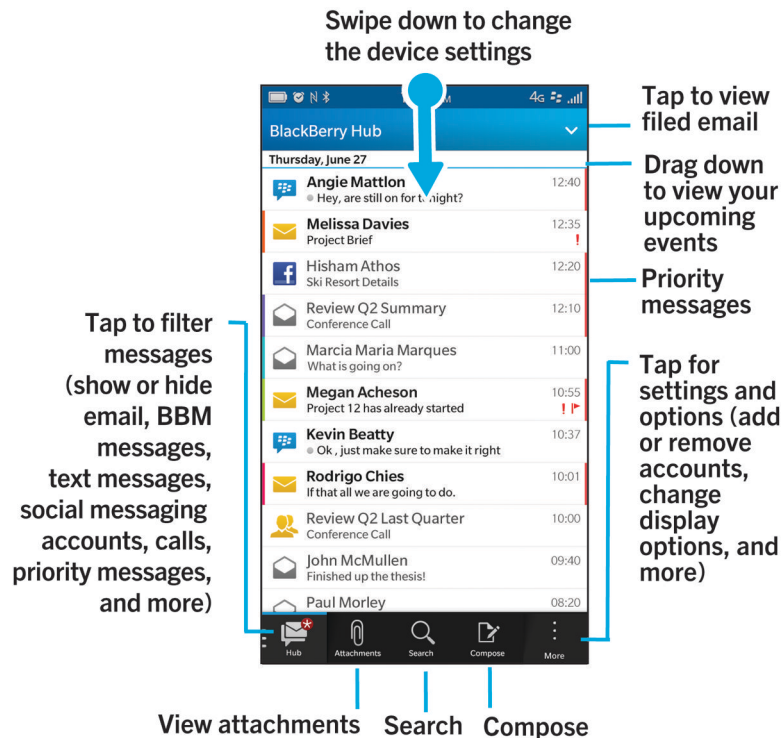 Swipe down to change
the device settings
4G
BlackBerry Hub
Tap to view
filed email
Thursday, June 27
Drag down
to view your
upcoming
events
Angie Mattlon 12:40
Hey, are still on for t night?
Melissa Davies 12:35
Project Brief !
Hisham Athos 12:20
Ski Resort Details
Priority
messages
Review Q2 Summary 12:10
Conference Call
Marcia Maria Marques 11:00
What is going on?
Megan Acheson 10:55
Project 12 has already started !
Kevin Beatty 10:37
Ok , just make sure to make it right
Rodrigo Chies 10:01
If that all we are going to do.
Review Q2 Last Quarter 10:00
Conference Call
John McMullen 09:40
Finished up the thesis!
Paul Morley 08:20
Tap to filter
messages
(show or hide
email, BBM
messages,
text messages,
social messaging
accounts, calls,
priority messages,
and more)
Tap for
settings and
options (add
or remove
accounts,
change
display
options, and
more)
Hub Attachments Search Compose More
View attachments Search Compose